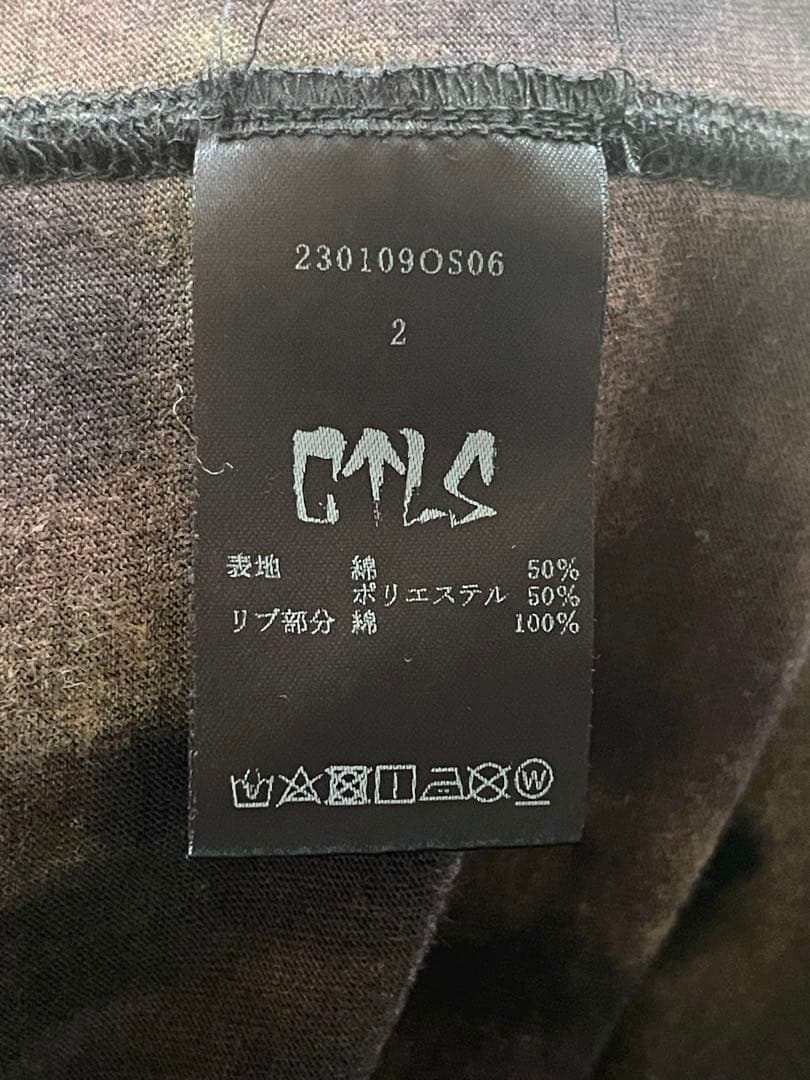 230109OS06
2
CTLS
表地 綿 50%
ポリエステル 50%
リブ部分 綿 100%
W